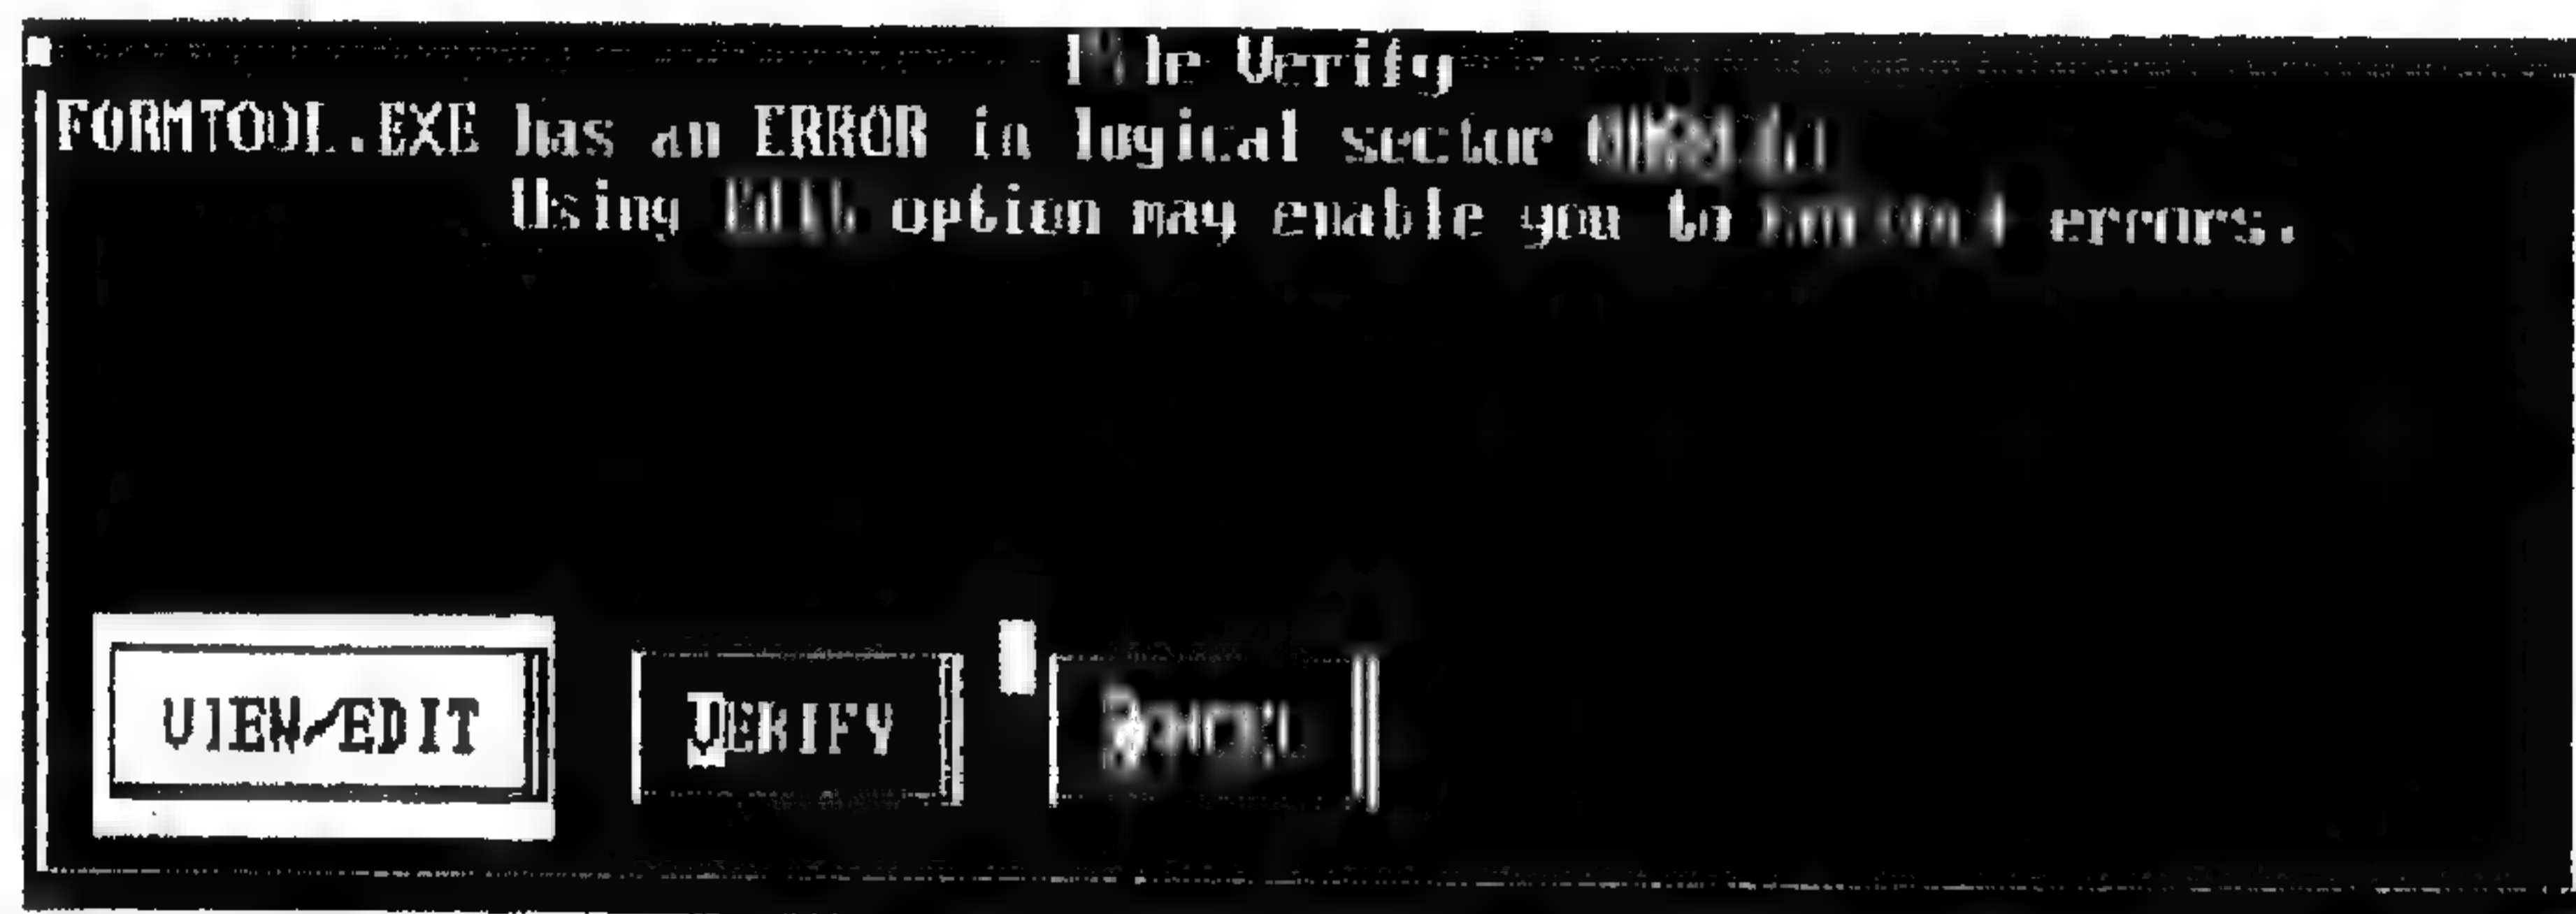 File Verify
FORMTOOL.EXE has an ERROR in logical sector
Using option may enable you to errors.
VIEW/EDIT VERIFY